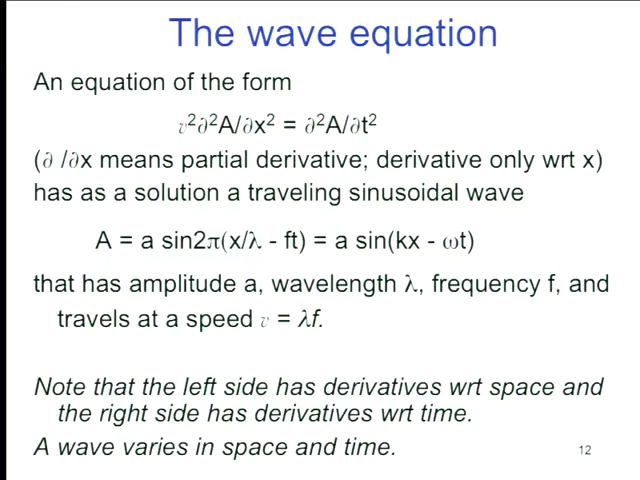 The wave equation
An equation of the form
v²∂²A/∂x² = ∂²A/∂t²
(∂ /∂x means partial derivative; derivative only wrt x)
has as a solution a traveling sinusoidal wave
A = a sin2π(x/λ - ft) = a sin(kx - ωt)
that has amplitude a, wavelength λ, frequency f, and
travels at a speed v = λf.
Note that the left side has derivatives wrt space and
the right side has derivatives wrt time.
A wave varies in space and time.
12